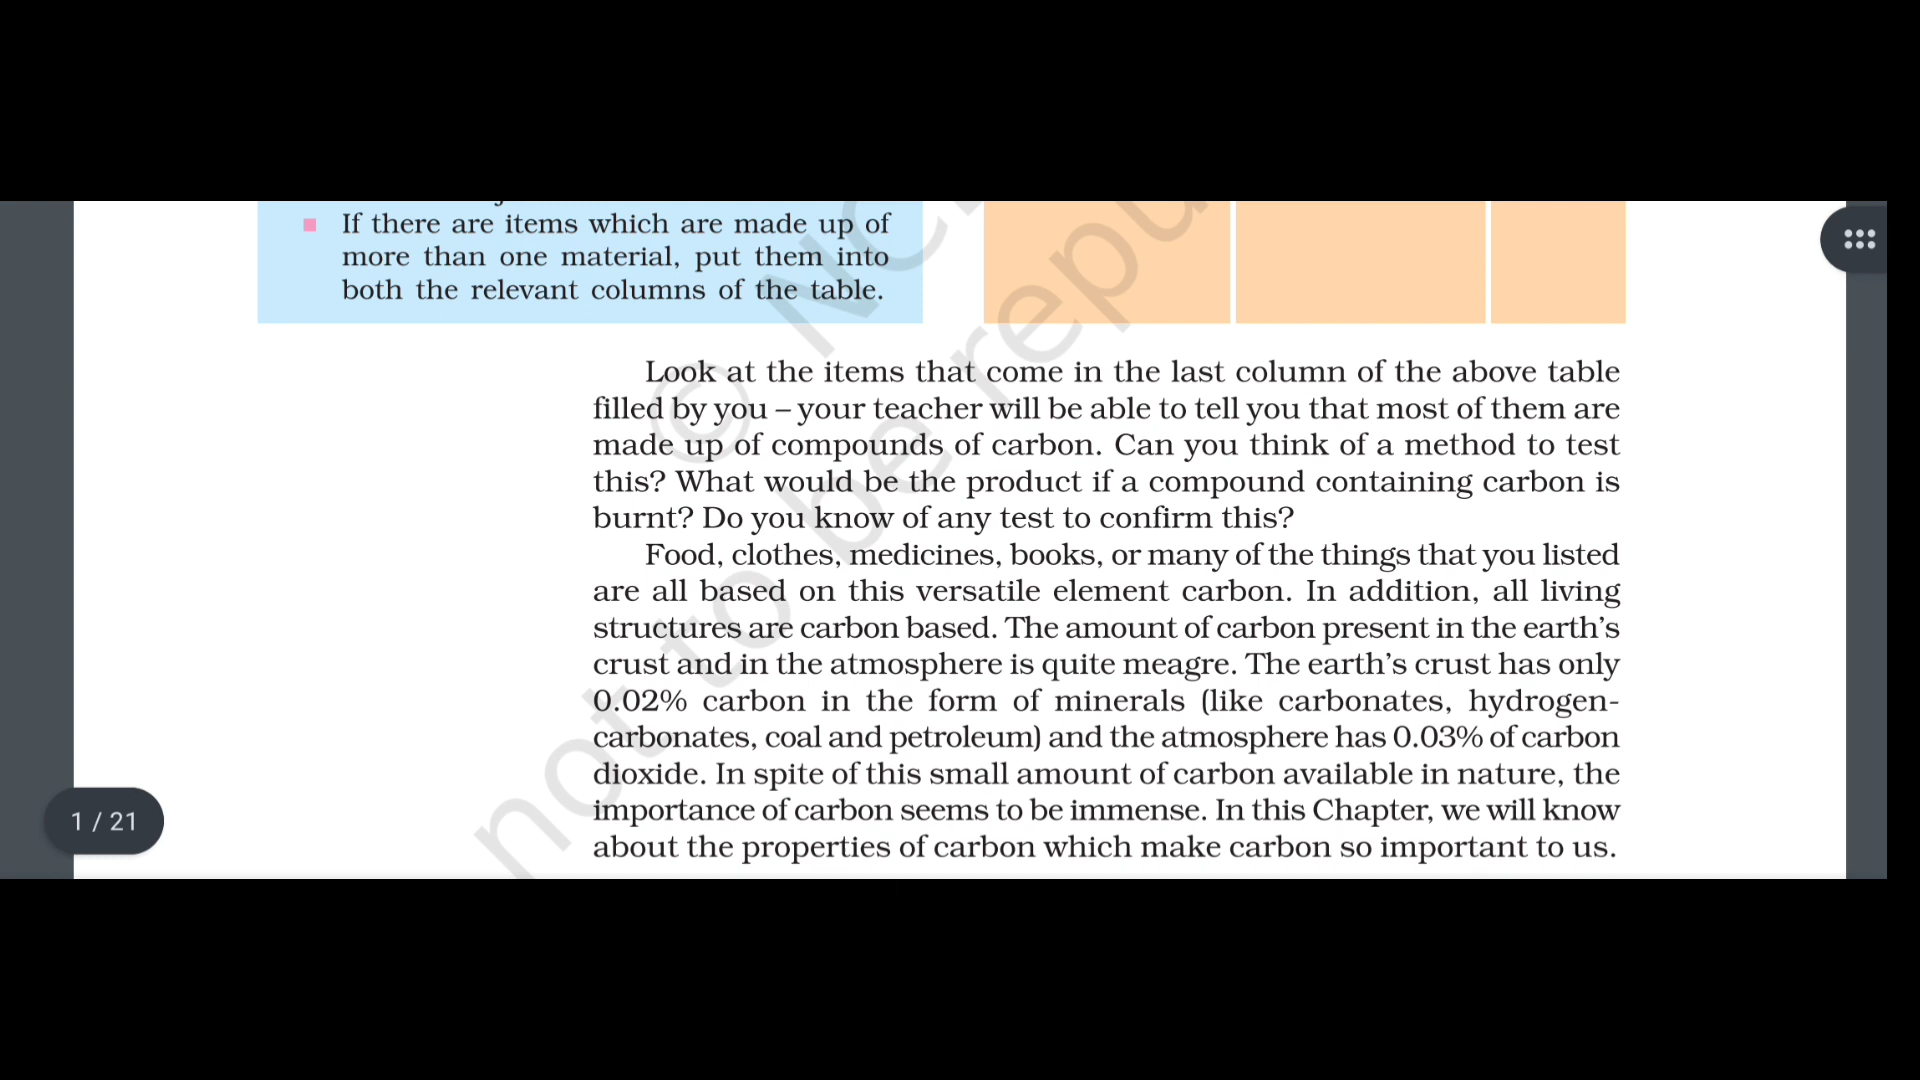 If there are items which are made up of
more than one material, put them into
both the relevant columns of the table.
Look at the items that come in the last column of the above table
filled by you – your teacher will be able to tell you that most of them are
made up of compounds of carbon. Can you think of a method to test
this? What would be the product if a compound containing carbon is
burnt? Do you know of any test to confirm this?
Food, clothes, medicines, books, or many of the things that you listed
are all based on this versatile element carbon. In addition, all living
structures are carbon based. The amount of carbon present in the earth’s
crust and in the atmosphere is quite meagre. The earth’s crust has only
0.02% carbon in the form of minerals (like carbonates, hydrogen-
carbonates, coal and petroleum) and the atmosphere has 0.03% of carbon
dioxide. In spite of this small amount of carbon available in nature, the
importance of carbon seems to be immense. In this Chapter, we will know
about the properties of carbon which make carbon so important to us.
1 / 21
©
not to be